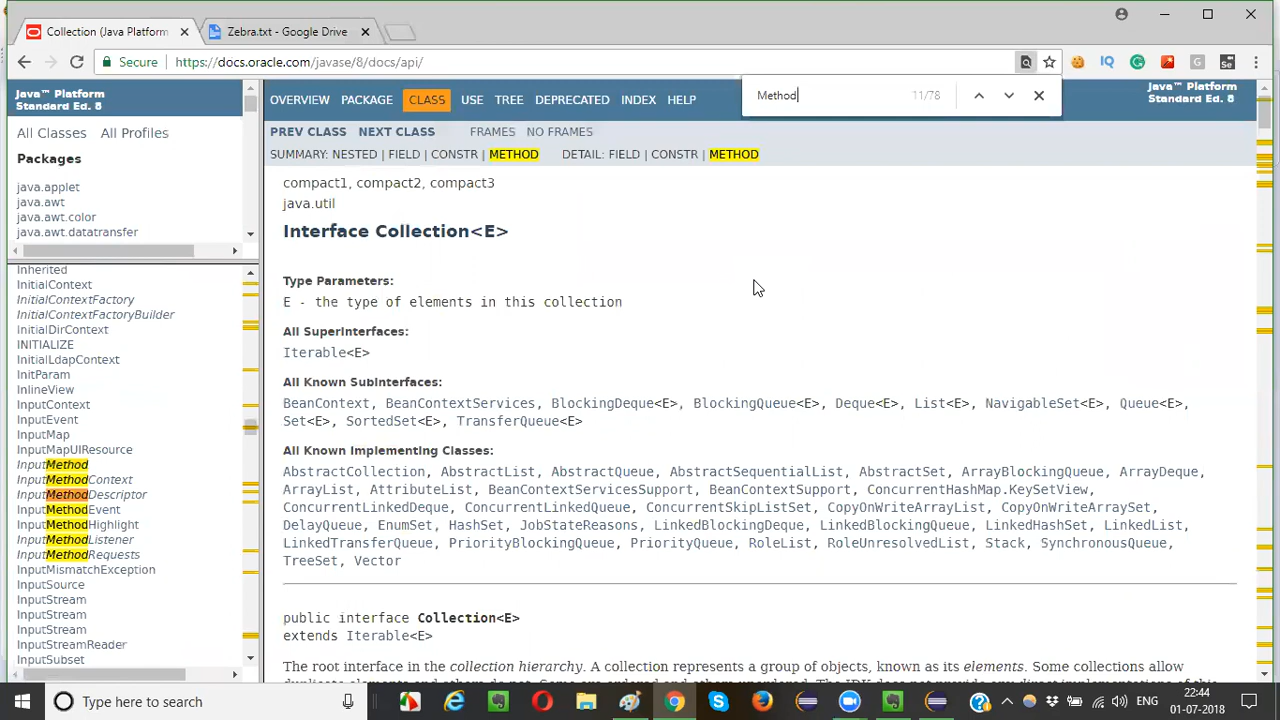 Collection (Java Platform
Zebra.txt - Google Drive
Secure
https://docs.oracle.com/javase/8/docs/api/
Method
11/78
Java™ Platform
Standard Ed. 8
All Classes All Profiles
Packages
java.applet
java.awt
java.awt.color
java.awt.datatransfer
Inherited
InitialContext
InitialContextFactory
InitialContextFactoryBuilder
InitialDirContext
INITIALIZE
InitialLdapContext
InitParam
InlineView
InputContext
InputEvent
InputMap
InputMapUIResource
InputMethod
InputMethodContext
InputMethodDescriptor
InputMethodEvent
InputMethodHighlight
InputMethodListener
InputMethodRequests
InputMismatchException
InputSource
InputStream
InputStream
InputStream
InputStreamReader
InputSubset
OVERVIEW PACKAGE CLASS USE TREE DEPRECATED INDEX HELP
Java™ Platform
Standard Ed. 8
PREV CLASS NEXT CLASS FRAMES NO FRAMES
SUMMARY: NESTED | FIELD | CONSTR | METHOD DETAIL: FIELD | CONSTR | METHOD
compact1, compact2, compact3
java.util
Interface Collection<E>
Type Parameters:
E - the type of elements in this collection
All Superinterfaces:
Iterable<E>
All Known Subinterfaces:
BeanContext, BeanContextServices, BlockingDeque<E>, BlockingQueue<E>, Deque<E>, List<E>, NavigableSet<E>, Queue<E>,
Set<E>, SortedSet<E>, TransferQueue<E>
All Known Implementing Classes:
AbstractCollection, AbstractList, AbstractQueue, AbstractSequentialList, AbstractSet, ArrayBlockingQueue, ArrayDeque,
ArrayList, AttributeList, BeanContextServicesSupport, BeanContextSupport, ConcurrentHashMap.KeySetView,
ConcurrentLinkedDeque, ConcurrentLinkedQueue, ConcurrentSkipListSet, CopyOnWriteArrayList, CopyOnWriteArraySet,
DelayQueue, EnumSet, HashSet, JobStateReasons, LinkedBlockingDeque, LinkedBlockingQueue, LinkedHashSet, LinkedList,
LinkedTransferQueue, PriorityBlockingQueue, PriorityQueue, RoleList, RoleUnresolvedList, Stack, SynchronousQueue,
TreeSet, Vector
public interface Collection<E>
extends Iterable<E>
The root interface in the collection hierarchy. A collection represents a group of objects, known as its elements. Some collections allow
Type here to search
ENG
22:44
01-07-2018